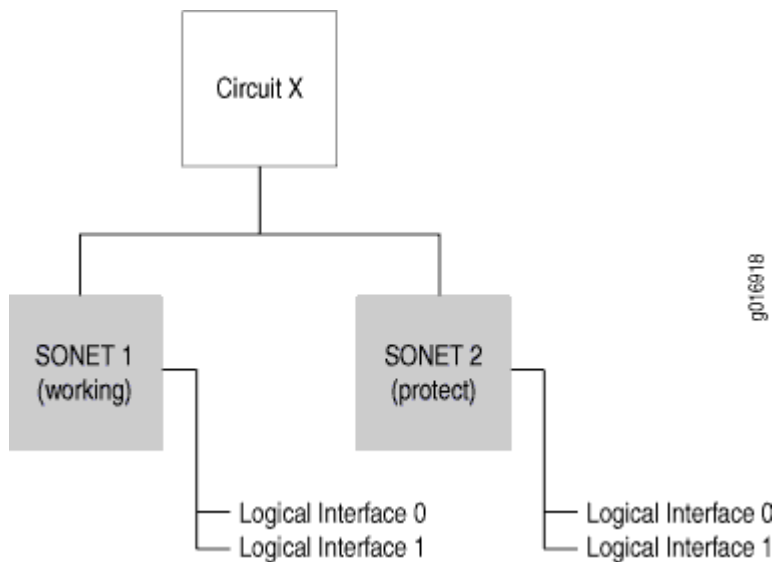 Circuit X
SONET 1
(working)
SONET 2
(protect)
Logical Interface 0
Logical Interface 1
Logical Interface 0
Logical Interface 1
g016918